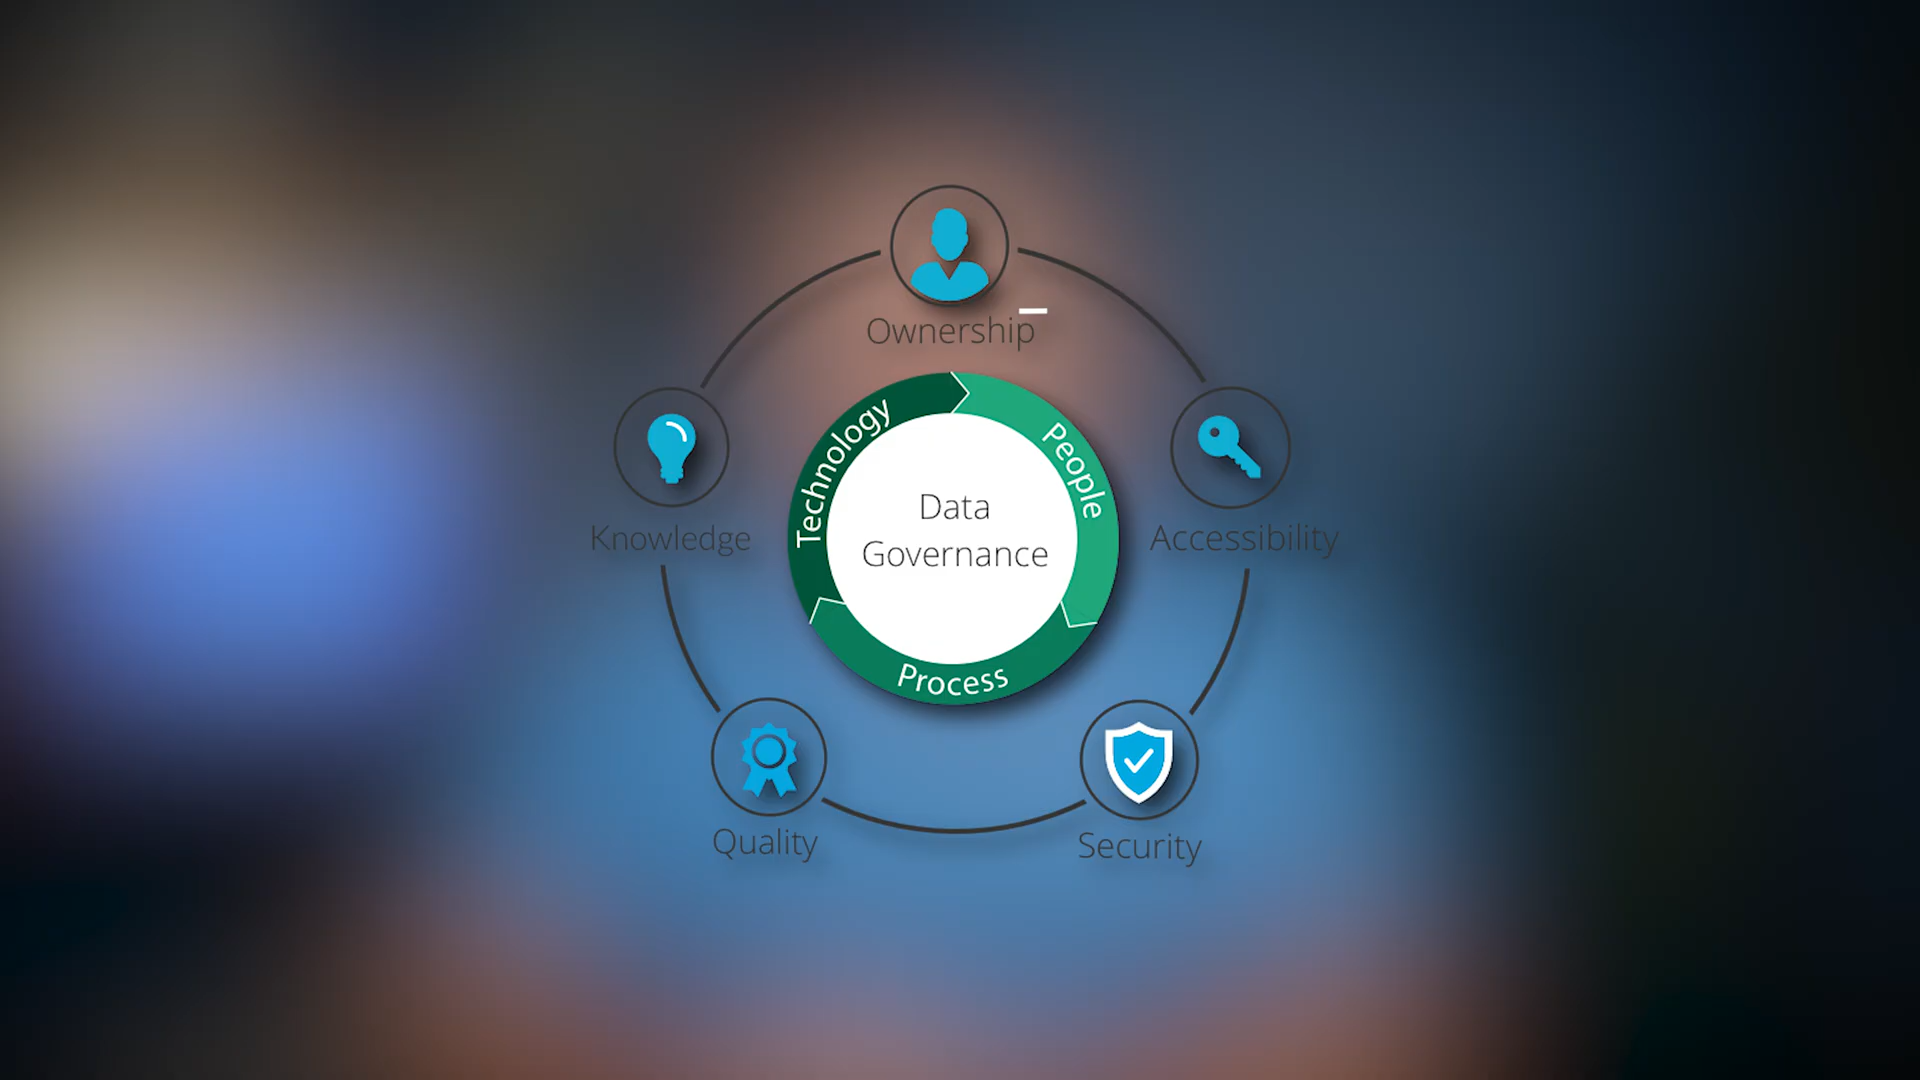 Ownership
Technology
People
Data
Governance
Knowledge
Accessibility
Process
Quality
Security